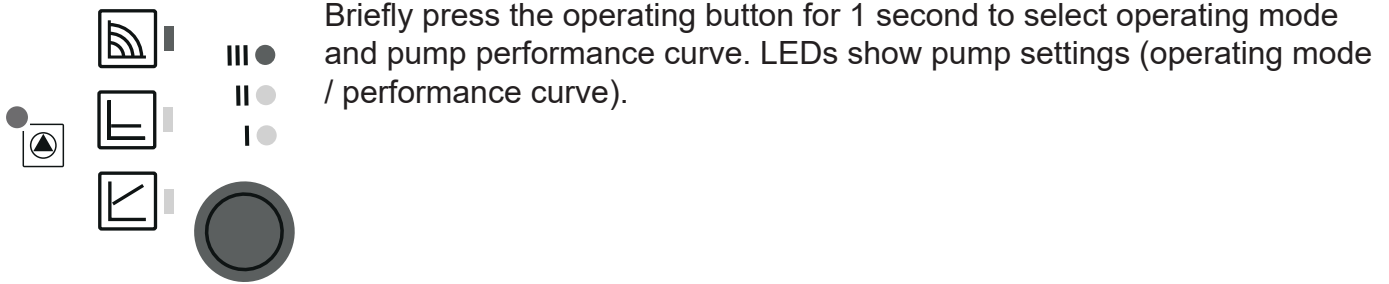 Briefly press the operating button for 1 second to select operating mode
and pump performance curve. LEDs show pump settings (operating mode
/ performance curve).
III
II
I